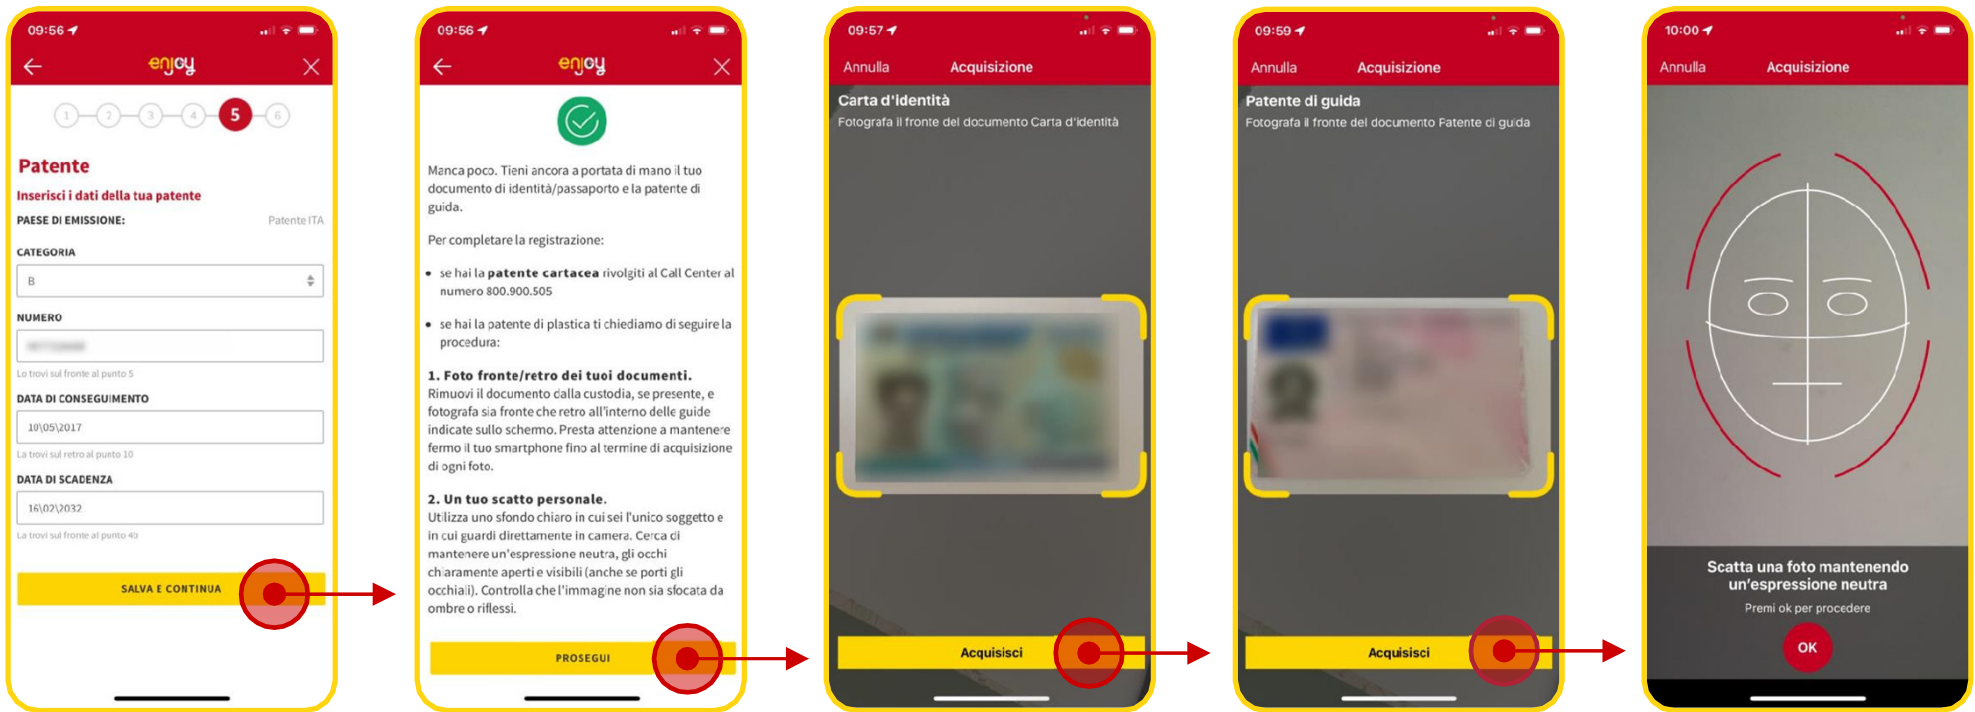 09:56
enjoy
1
2
3
4
5
6
Patente
Inserisci i dati della tua patente
PAESE DI EMISSIONE:
Patente ITA
CATEGORIA
B
NUMERO
Lo trovi sul fronte al punto 5
DATA DI CONSEGUIMENTO
10\05\2017
La trovi sul retro al punto 10
DATA DI SCADENZA
16\02\2032
La trovi sul fronte al punto 4b
SALVA E CONTINUA
09:56
enjoy
Manca poco. Tieni ancora a portata di mano il tuo
documento di identità/passaporto e la patente di
guida.
Per completare la registrazione:
• se hai la patente cartacea rivolgiti al Call Center al
numero 800.900.505
• se hai la patente di plastica ti chiediamo di seguire la
procedura:
1. Foto fronte/retro dei tuoi documenti.
Rimuovi il documento dalla custodia, se presente, e
fotografa sia fronte che retro all'interno delle guide
indicate sullo schermo. Presta attenzione a mantenere
fermo il tuo smartphone fino al termine di acquisizione
di ogni foto.
2. Un tuo scatto personale.
Utilizza uno sfondo chiaro in cui sei l'unico soggetto e
in cui guardi direttamente in camera. Cerca di
mantenere un'espressione neutra, gli occhi
chiaramente aperti e visibili (anche se porti gli
occhiali). Controlla che l'immagine non sia sfocata da
ombre o riflessi.
PROSEGUI
09:57
Annulla
Acquisizione
Carta d'identità
Fotografa il fronte del documento Carta d'identità
Acquisisci
09:59
Annulla
Acquisizione
Patente di guida
Fotografa il fronte del documento Patente di guida
Acquisisci
10:00
Annulla
Acquisizione
Scatta una foto mantenendo
un'espressione neutra
Premi ok per procedere
OK